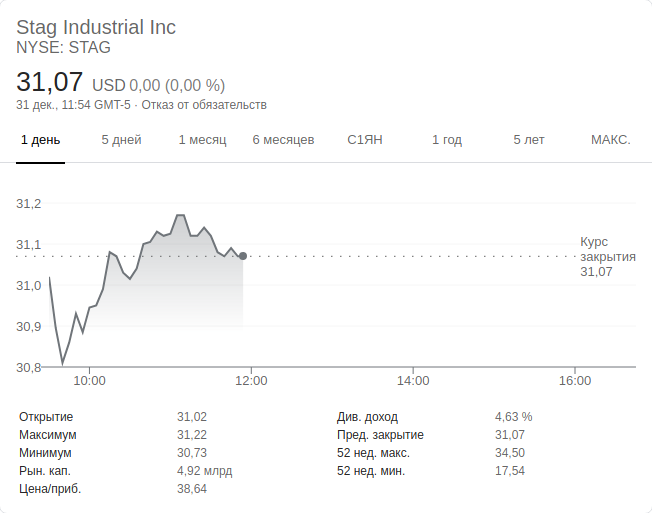 Stag Industrial Inc
NYSE: STAG
31,07 USD 0,00 (0,00 %)
31 дек., 11:54 GMT-5 · Отказ от обязательств
1 день 5 дней 1 месяц 6 месяцев С1ЯН 1 год 5 лет МАКС.
31,2
31,1
31,0
30,9
30,8
Курс
закрытия
31,07
10:00 12:00 14:00 16:00
Открытие 31,02
Максимум 31,22
Минимум 30,73
Рын. кап. 4,92 млрд
Цена/приб. 38,64
Див. доход 4,63 %
Пред. закрытие 31,07
52 нед. макс. 34,50
52 нед. мин. 17,54